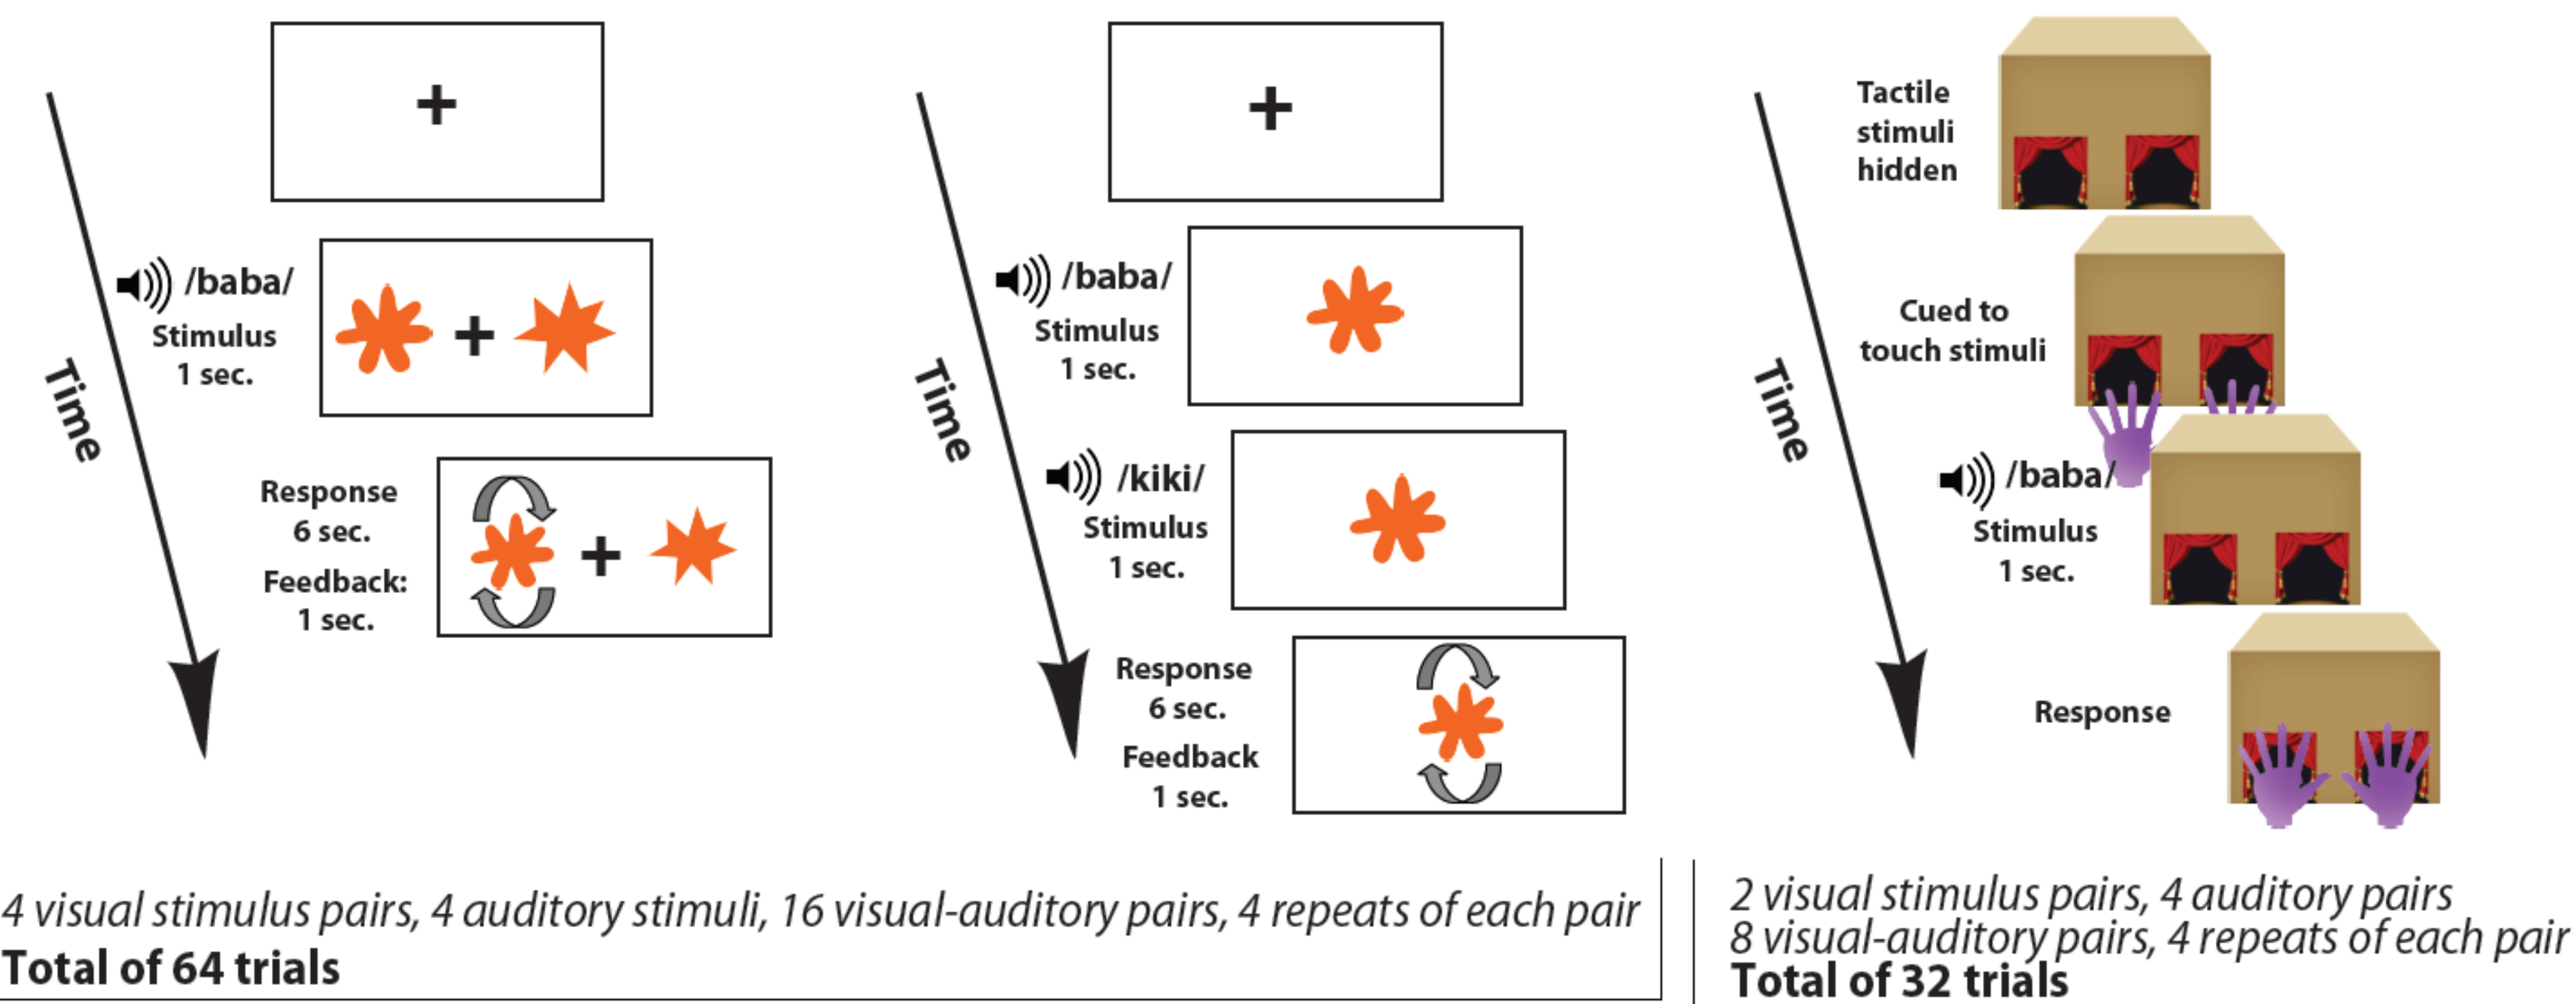 +
Time
/baba/
Stimulus
1 sec.
+
Response
6 sec.
Feedback:
1 sec.
+
+
Time
/baba/
Stimulus
1 sec.
/kiki/
Stimulus
1 sec.
Response
6 sec.
Feedback
1 sec.
Time
Tactile
stimuli
hidden
Cued to
touch stimuli
/baba/
Stimulus
1 sec.
Response
4 visual stimulus pairs, 4 auditory stimuli, 16 visual-auditory pairs, 4 repeats of each pair
Total of 64 trials
2 visual stimulus pairs, 4 auditory pairs
8 visual-auditory pairs, 4 repeats of each pair
Total of 32 trials